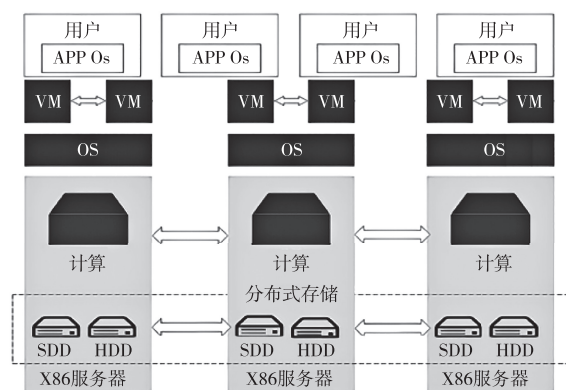 用户 用户 用户 用户
APP Os APP Os APP Os APP Os
VM VM VM VM VM VM
OS OS OS
计算 计算 计算
分布式存储
SDD HDD SDD HDD SDD HDD
X86服务器 X86服务器 X86服务器